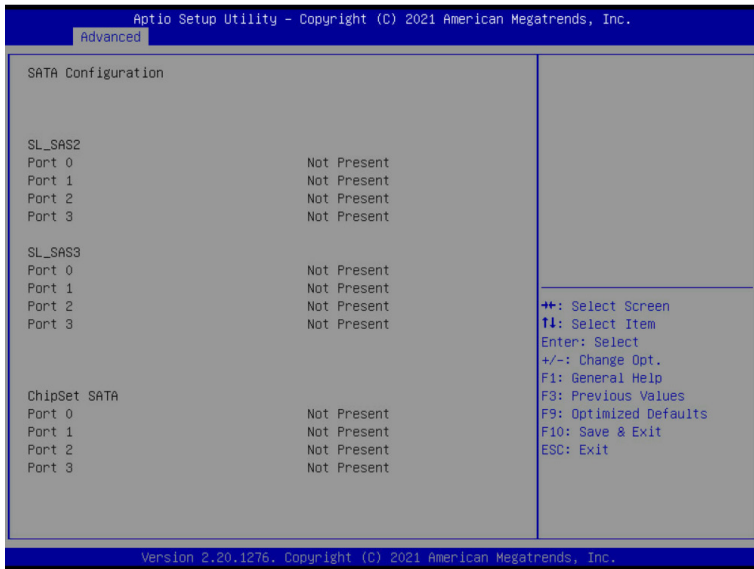 Aptio Setup Utility – Copyright (C) 2021 American Megatrends, Inc.
Advanced
SATA Configuration
SL_SAS2
Port 0 Not Present
Port 1 Not Present
Port 2 Not Present
Port 3 Not Present
SL_SAS3
Port 0 Not Present
Port 1 Not Present
Port 2 Not Present
Port 3 Not Present
ChipSet SATA
Port 0 Not Present
Port 1 Not Present
Port 2 Not Present
Port 3 Not Present
→←: Select Screen
↑↓: Select Item
Enter: Select
+/-: Change Opt.
F1: General Help
F3: Previous Values
F9: Optimized Defaults
F10: Save & Exit
ESC: Exit
Version 2.20.1276. Copyright (C) 2021 American Megatrends, Inc.